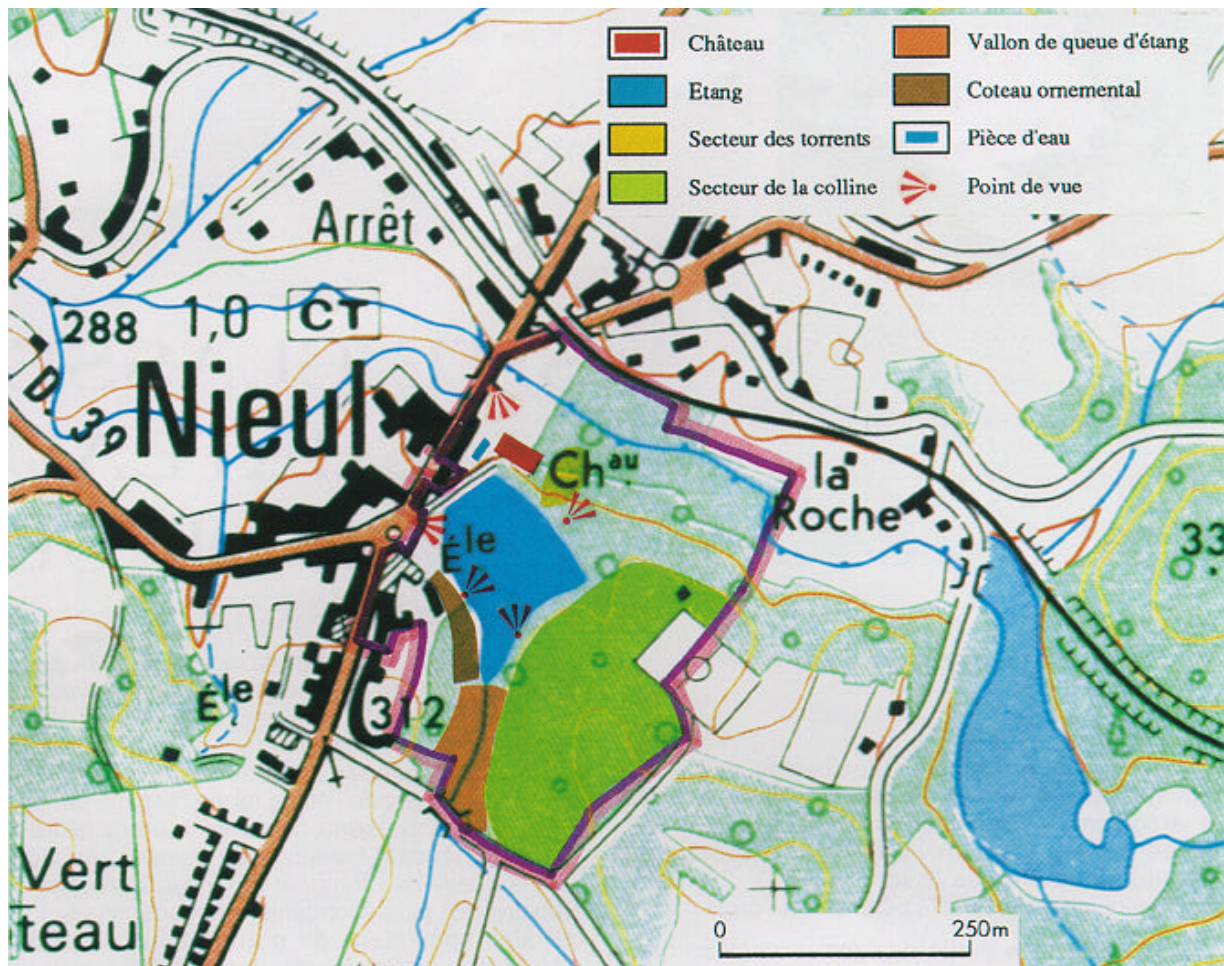 Château
Etang
Secteur des torrents
Secteur de la colline
Vallon de queue d'étang
Coteau ornemental
Pièce d'eau
Point de vue
Arrêt
288
1,0
CT
D. 39
Nieul
Chau.
la
Roche
Éle
33
Éle
312
Vert
teau
0
250m